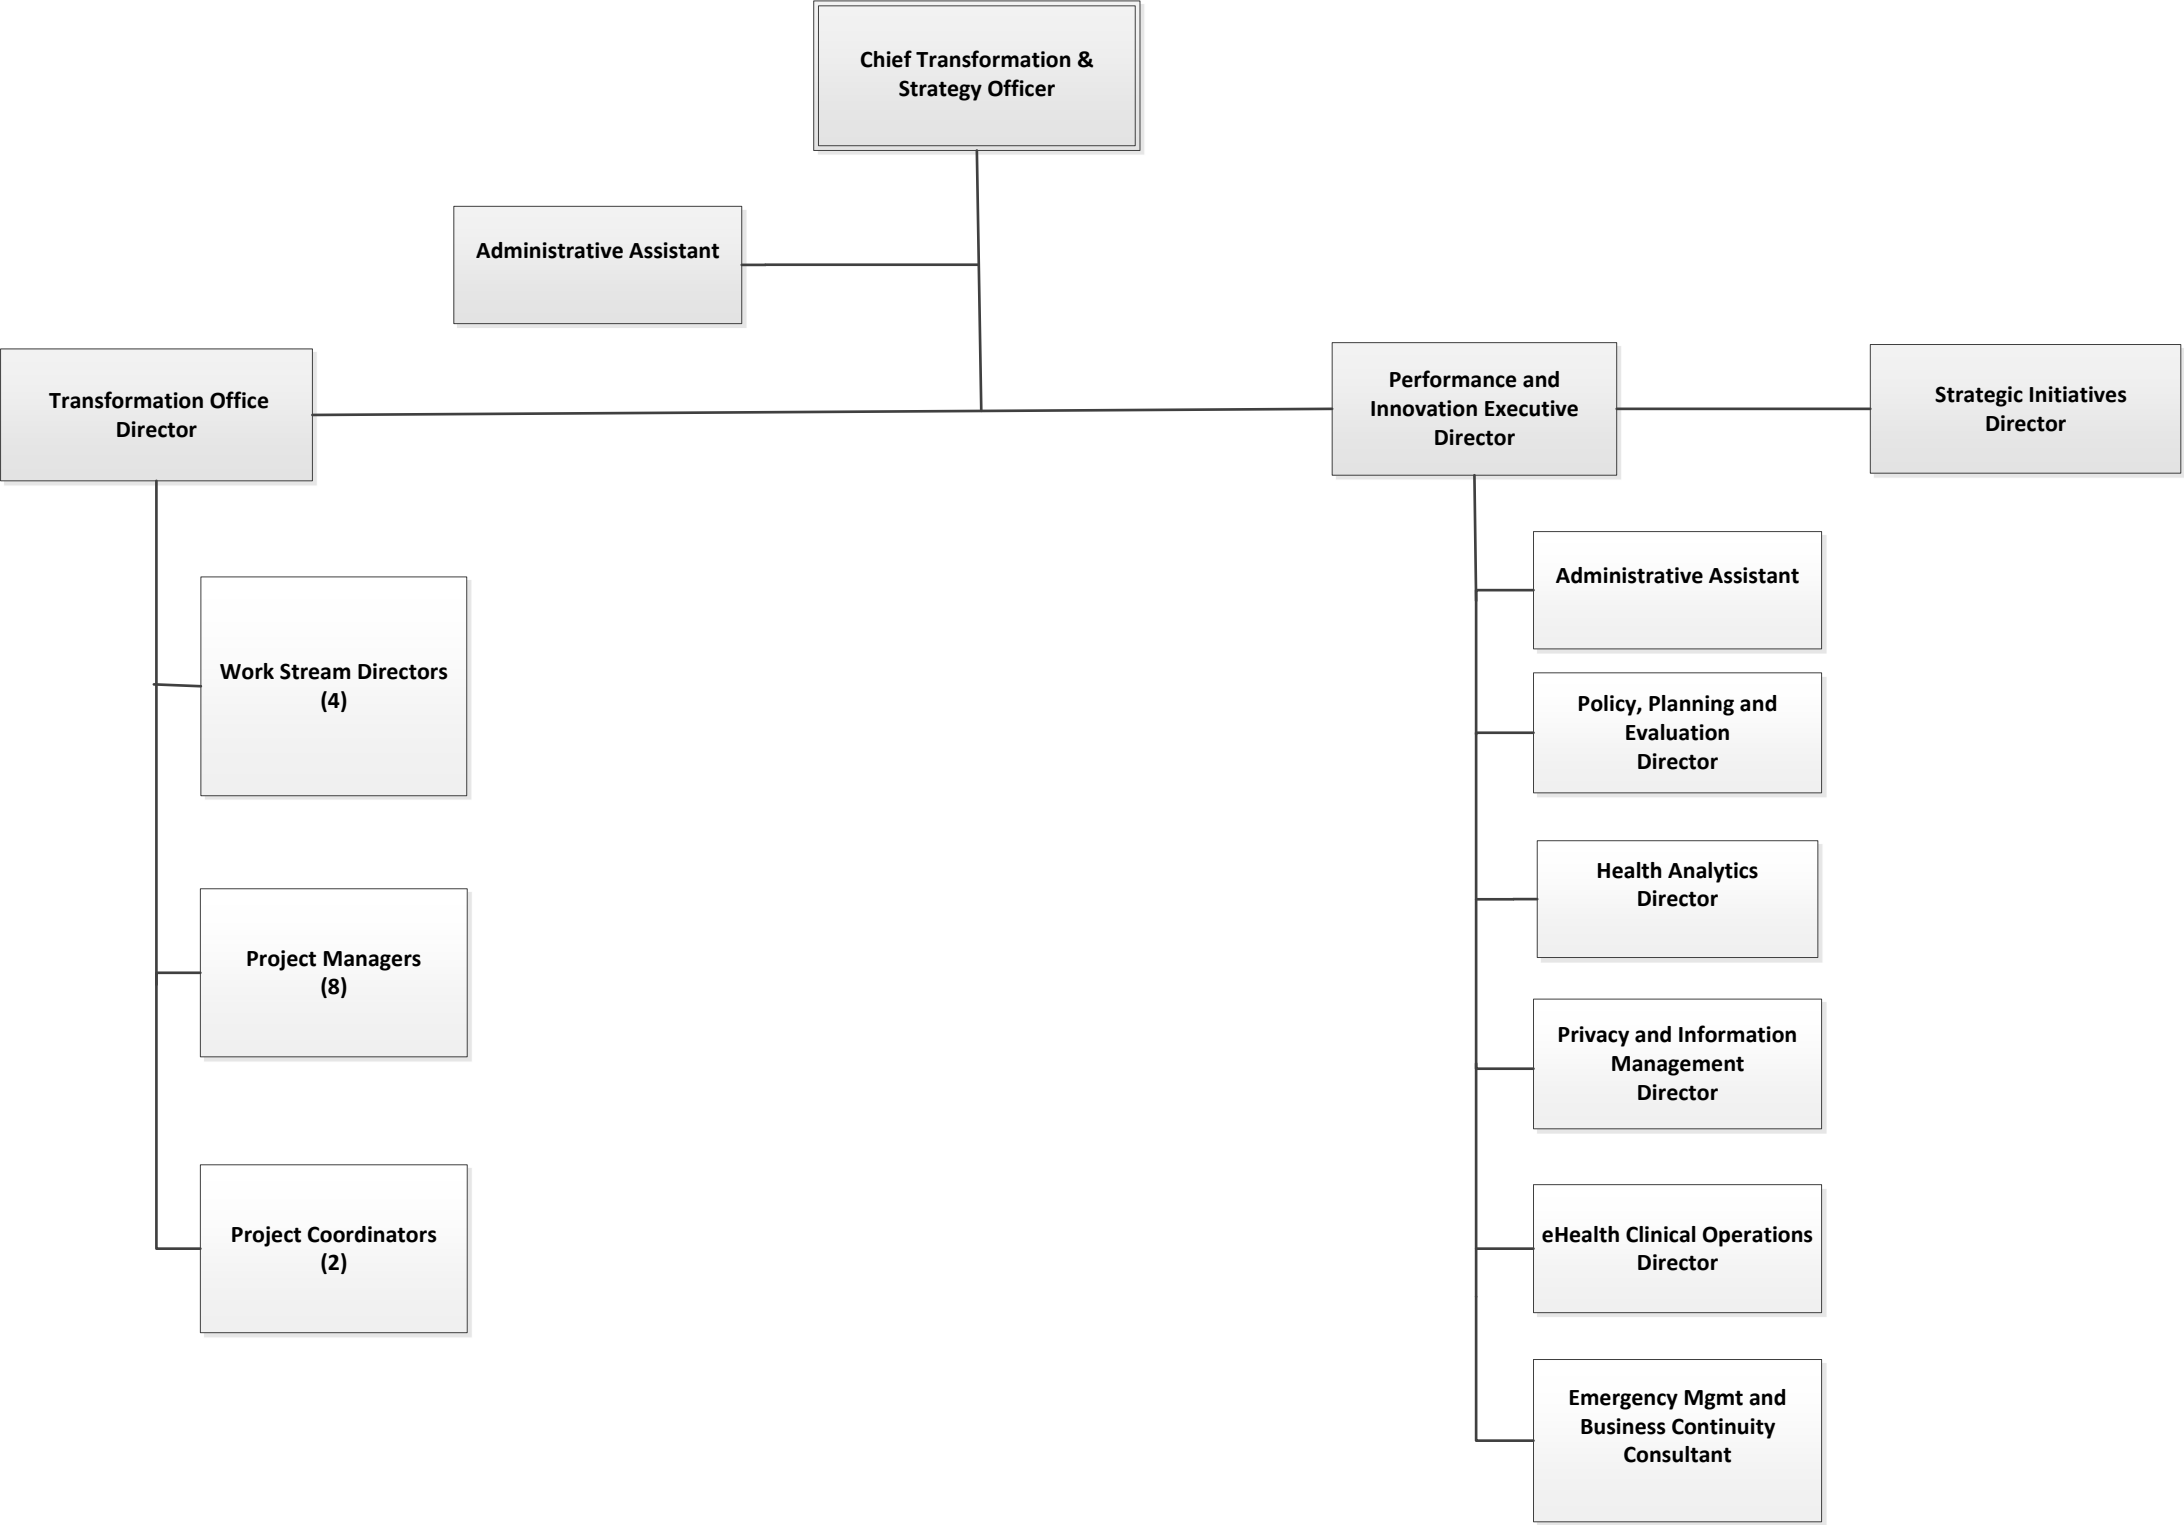 Chief Transformation &
Strategy Officer
Administrative Assistant
Transformation Office
Director
Performance and
Innovation Executive
Director
Strategic Initiatives
Director
Work Stream Directors
(4)
Project Managers
(8)
Project Coordinators
(2)
Administrative Assistant
Policy, Planning and
Evaluation
Director
Health Analytics
Director
Privacy and Information
Management
Director
eHealth Clinical Operations
Director
Emergency Mgmt and
Business Continuity
Consultant